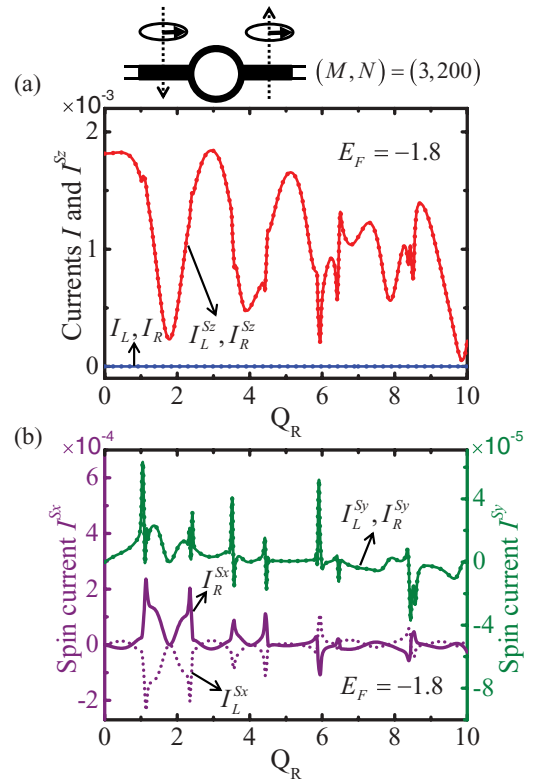 (M, N) = (3,200)
(a)
×10⁻³
2
1
0
Currents I and I^{Sz}
E_F = −1.8
I_L, I_R
I_L^{Sz}, I_R^{Sz}
0 2 4 6 8 10
Q_R
(b)
×10⁻⁴
×10⁻⁵
6
4
2
0
-2
Spin current I^{Sx}
4
0
-4
-8
Spin current I^{Sy}
I_L^{Sy}, I_R^{Sy}
I_R^{Sx}
I_L^{Sx}
E_F = −1.8
0 2 4 6 8 10
Q_R